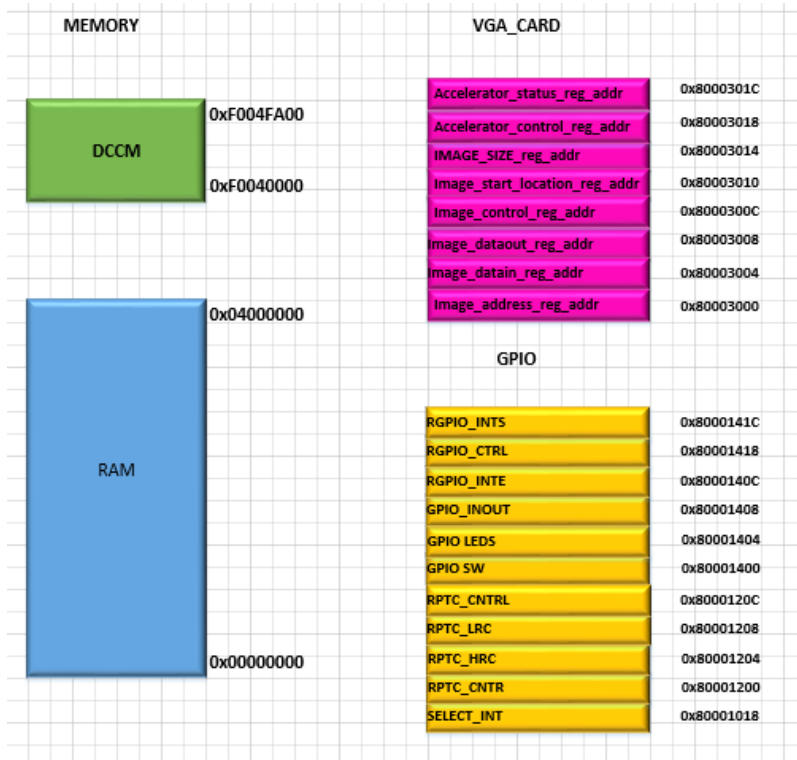 MEMORY
DCCM
0xF004FA00
0xF0040000
RAM
0x04000000
0x00000000
VGA_CARD
Accelerator_status_reg_addr 0x8000301C
Accelerator_control_reg_addr 0x80003018
IMAGE_SIZE_reg_addr 0x80003014
Image_start_location_reg_addr 0x80003010
Image_control_reg_addr 0x8000300C
Image_dataout_reg_addr 0x80003008
Image_datain_reg_addr 0x80003004
Image_address_reg_addr 0x80003000
GPIO
RGPIO_INTS 0x8000141C
RGPIO_CTRL 0x80001418
RGPIO_INTE 0x8000140C
GPIO_INOUT 0x80001408
GPIO LEDS 0x80001404
GPIO SW 0x80001400
RPTC_CNTRL 0x8000120C
RPTC_LRC 0x80001208
RPTC_HRC 0x80001204
RPTC_CNTR 0x80001200
SELECT_INT 0x80001018